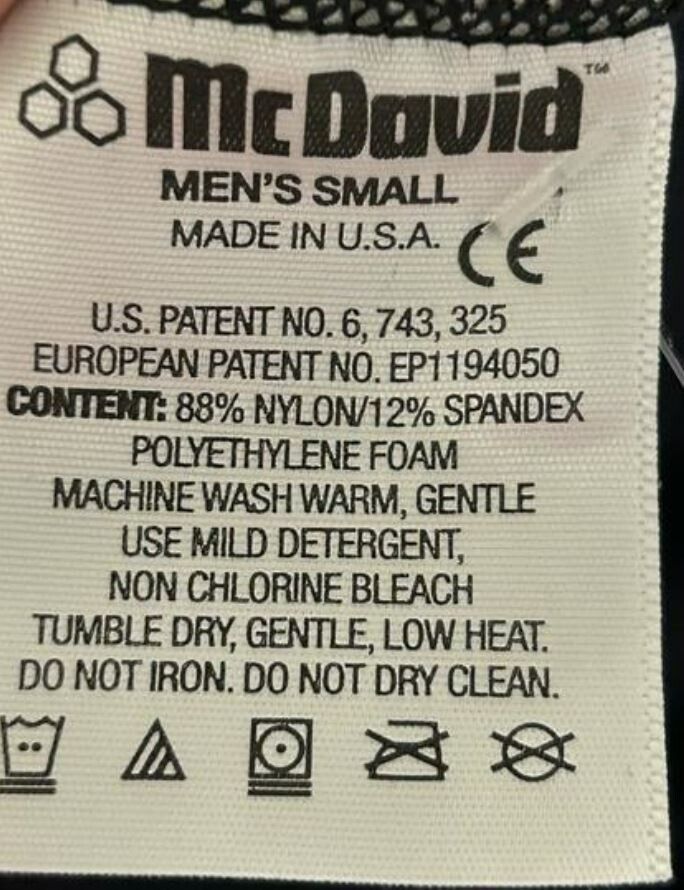 McDavid™
MEN'S SMALL
MADE IN U.S.A. CE
U.S. PATENT NO. 6, 743, 325
EUROPEAN PATENT NO. EP1194050
CONTENT: 88% NYLON/12% SPANDEX
POLYETHYLENE FOAM
MACHINE WASH WARM, GENTLE
USE MILD DETERGENT,
NON CHLORINE BLEACH
TUMBLE DRY, GENTLE, LOW HEAT.
DO NOT IRON. DO NOT DRY CLEAN.